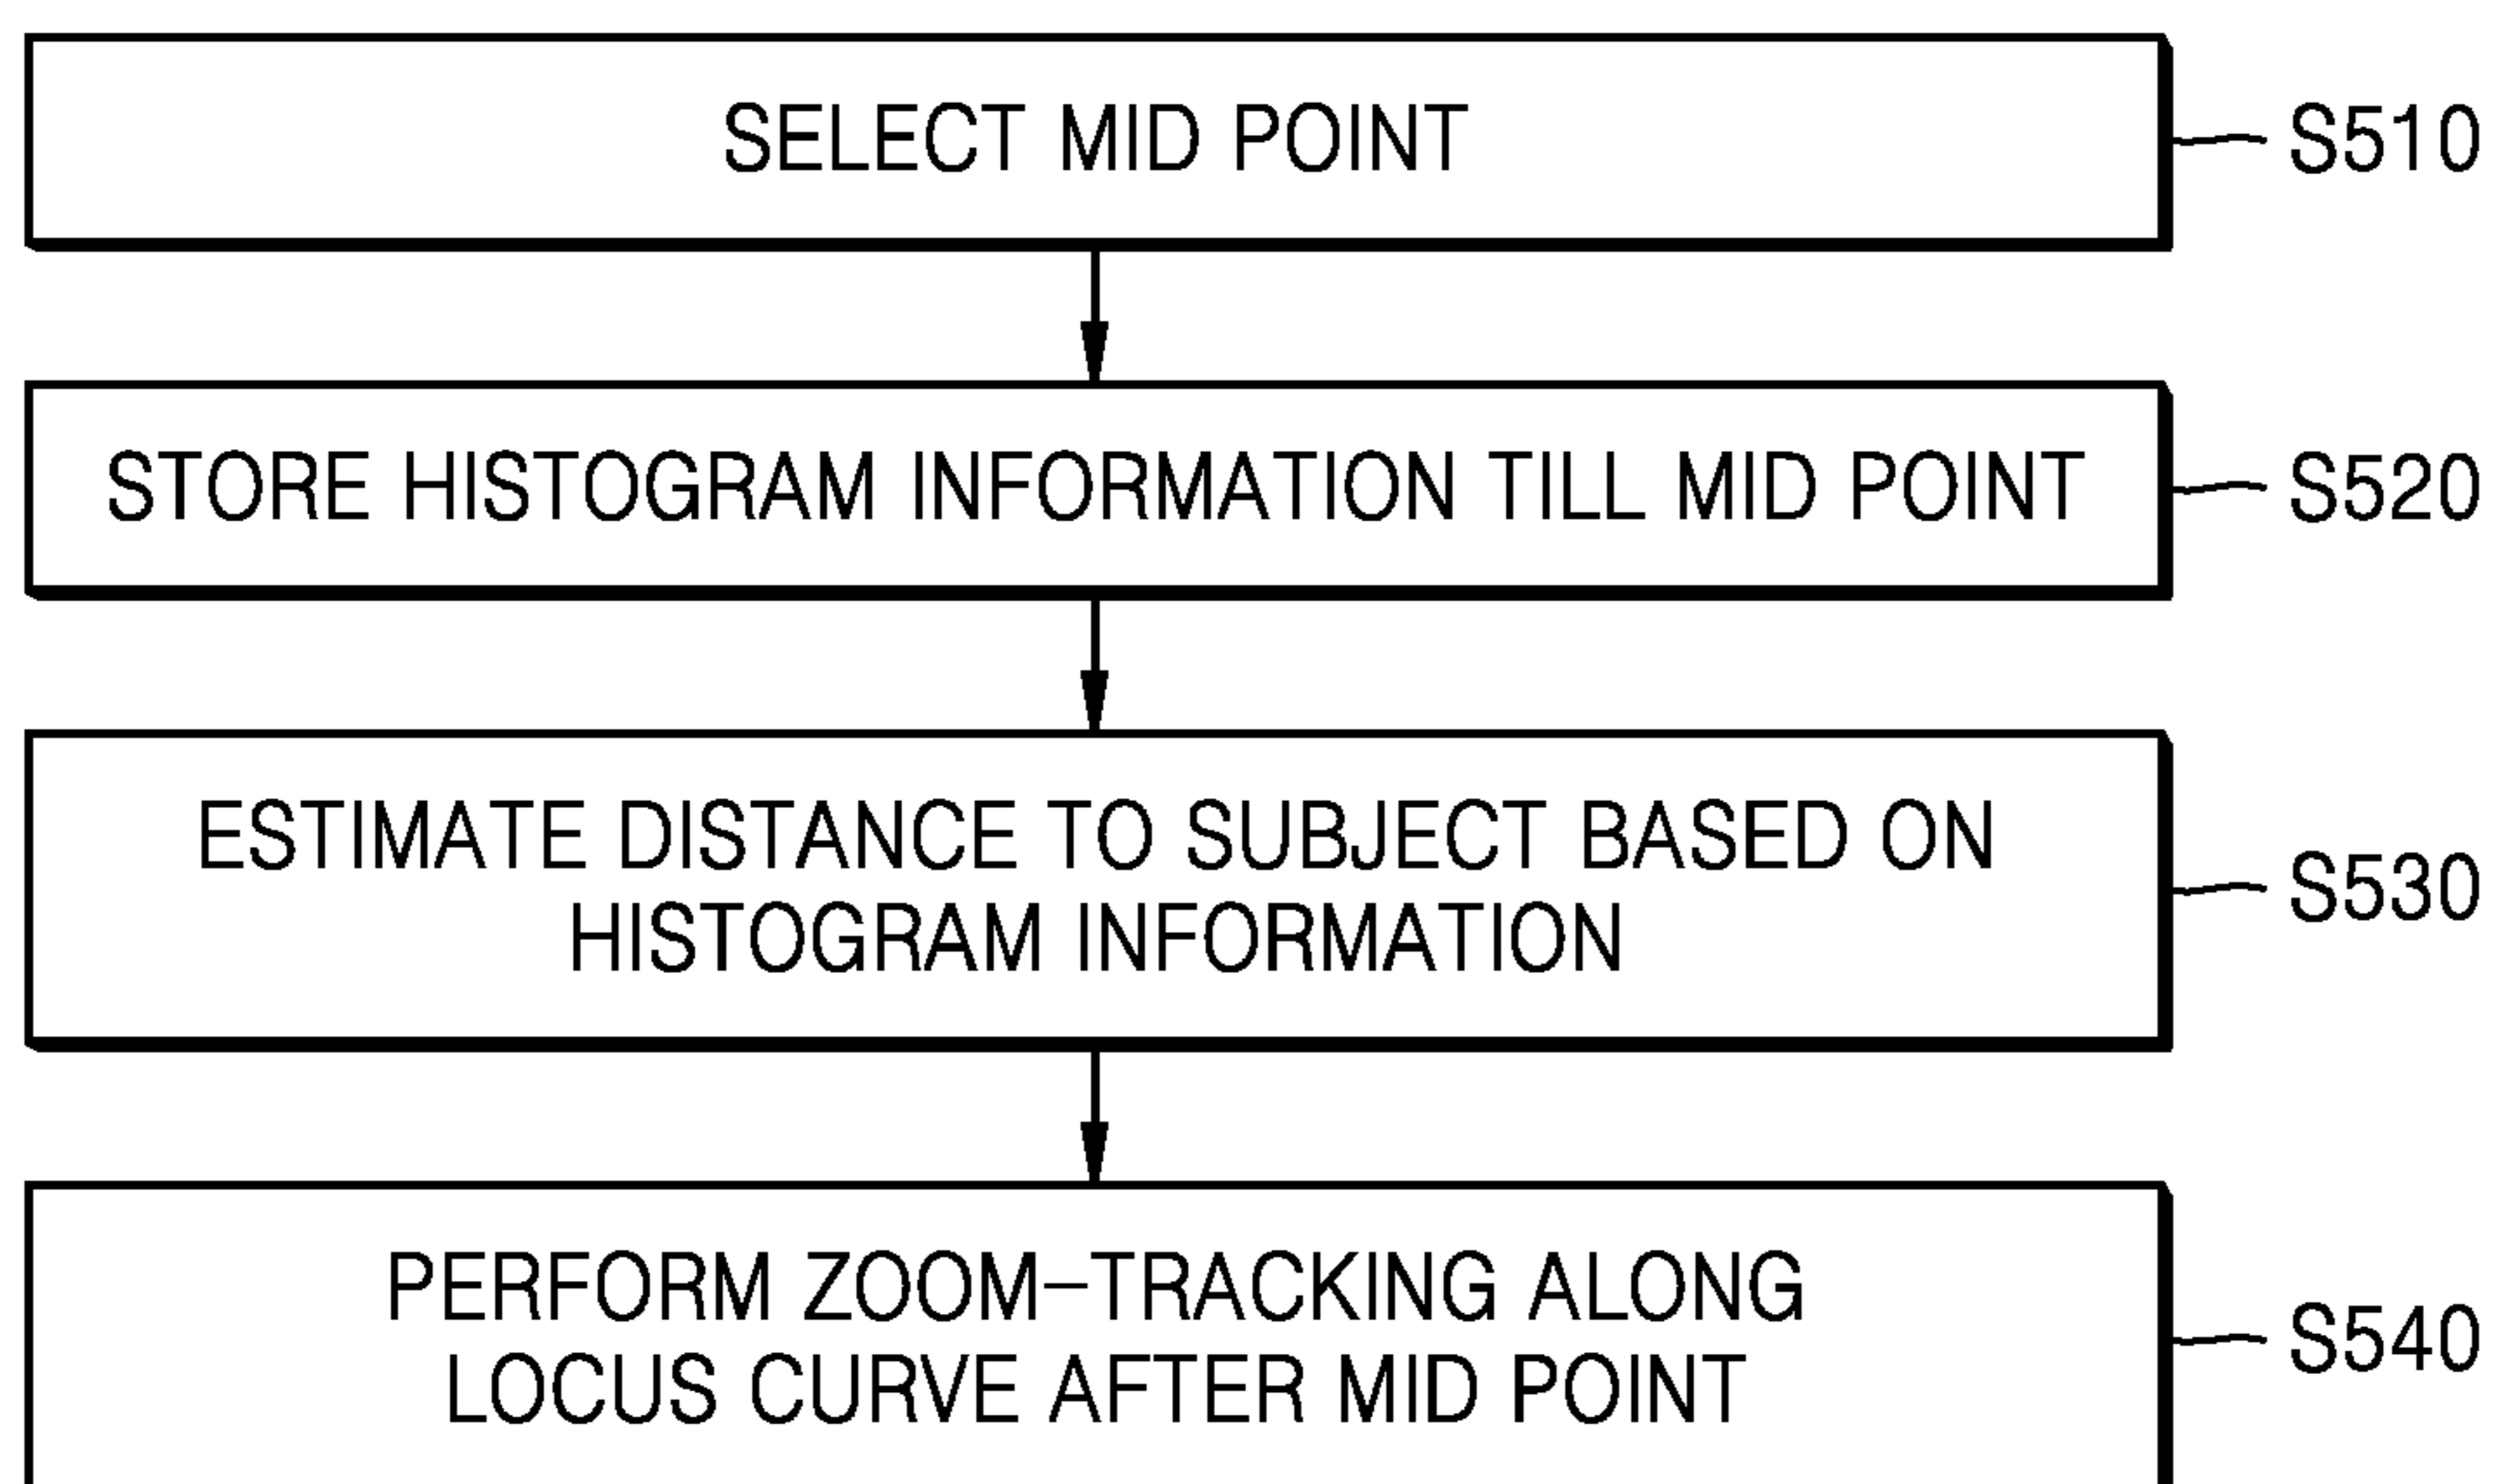 SELECT MID POINT
S510
STORE HISTOGRAM INFORMATION TILL MID POINT
S520
ESTIMATE DISTANCE TO SUBJECT BASED ON
HISTOGRAM INFORMATION
S530
PERFORM ZOOM-TRACKING ALONG
LOCUS CURVE AFTER MID POINT
S540